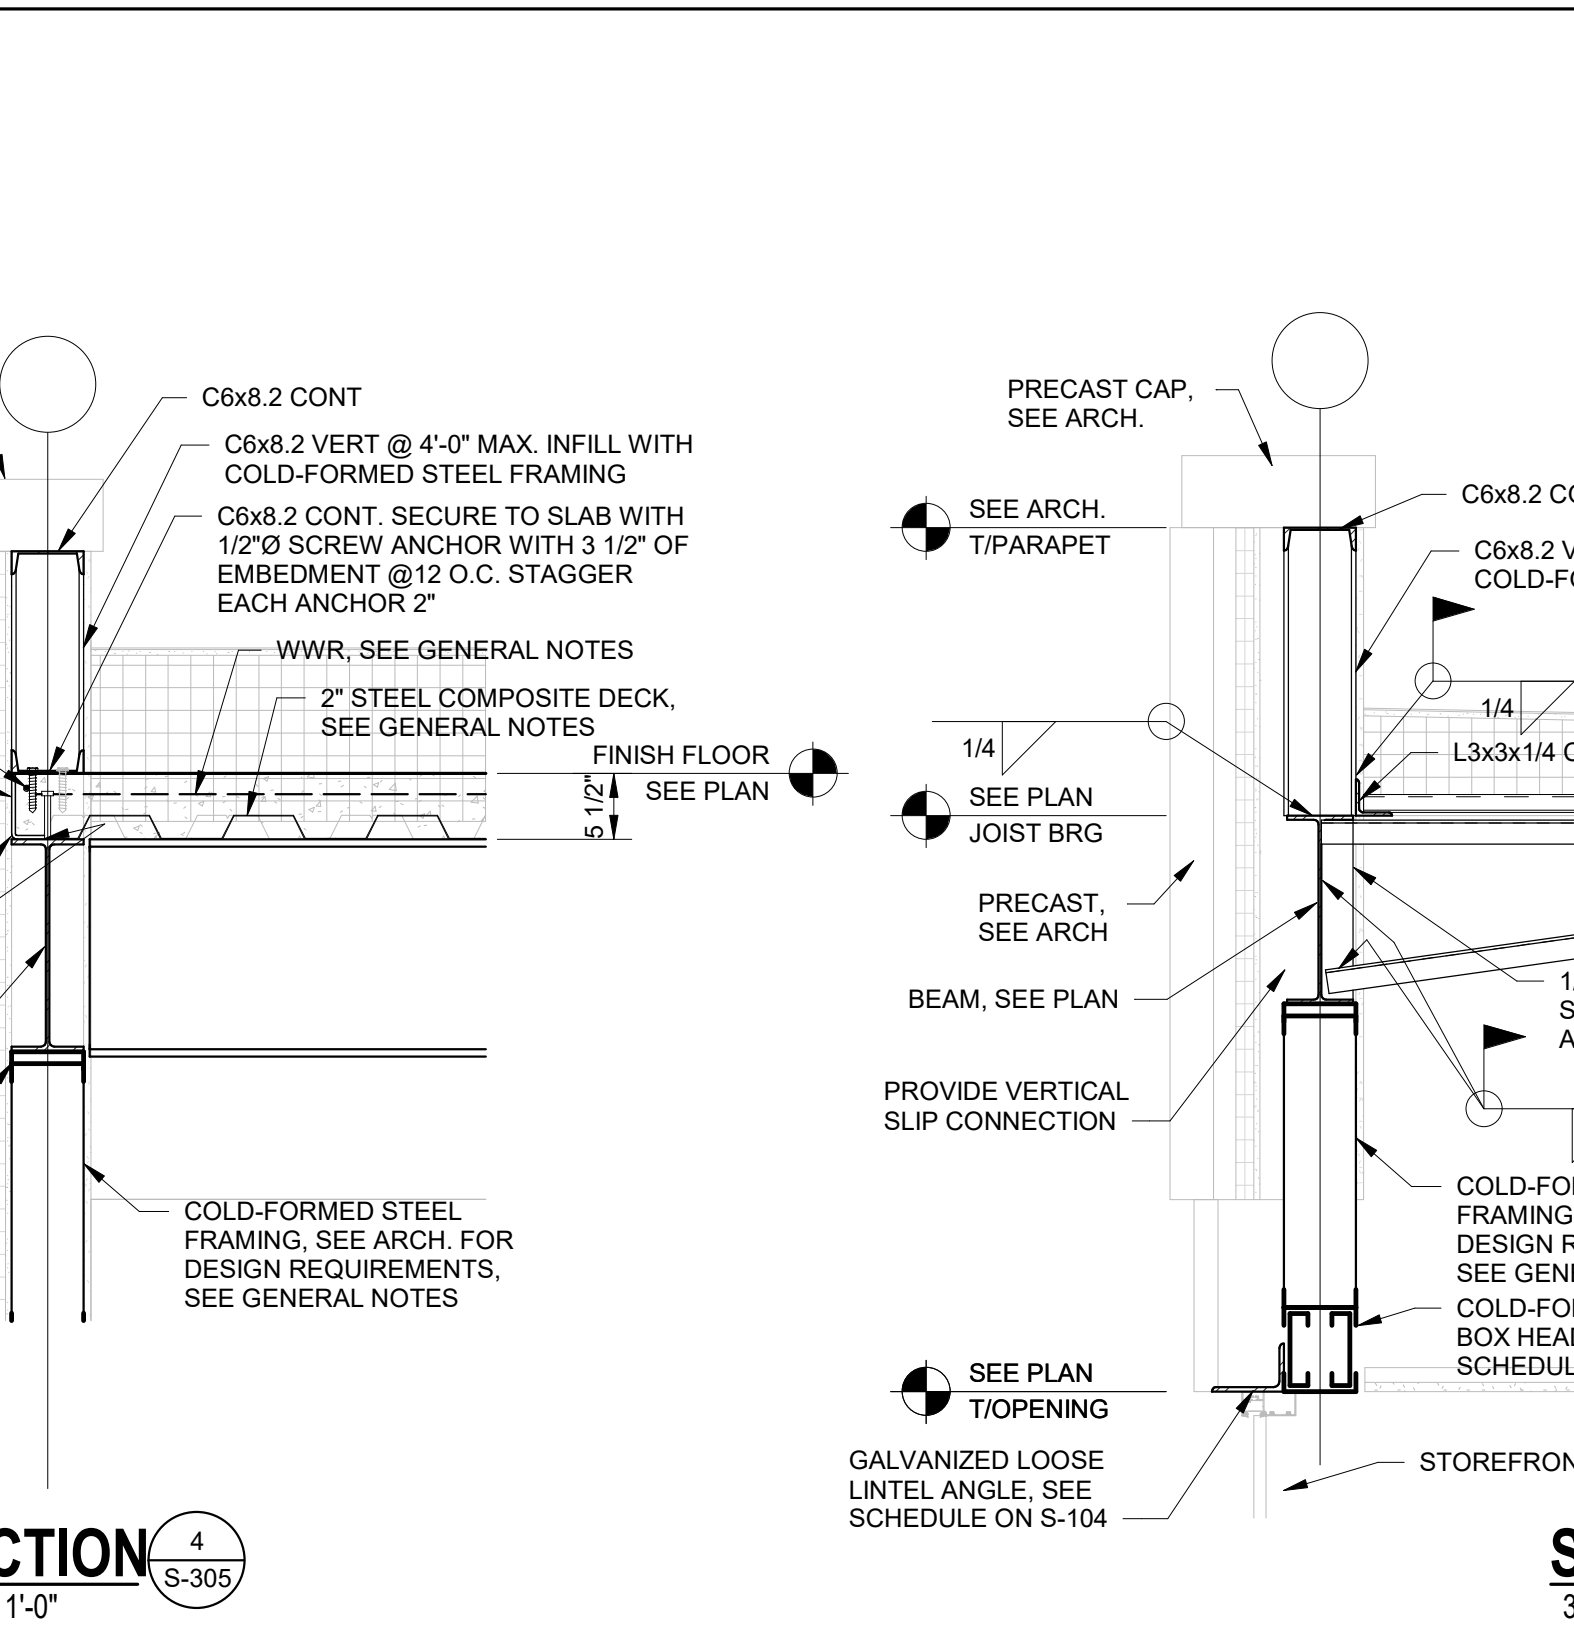 C6x8.2 CONT
C6x8.2 VERT @ 4'-0" MAX. INFILL WITH
COLD-FORMED STEEL FRAMING
C6x8.2 CONT. SECURE TO SLAB WITH
1/2"Ø SCREW ANCHOR WITH 3 1/2" OF
EMBEDMENT @12 O.C. STAGGER
EACH ANCHOR 2"
WWR, SEE GENERAL NOTES
2" STEEL COMPOSITE DECK,
SEE GENERAL NOTES
FINISH FLOOR
SEE PLAN
5 1/2"
COLD-FORMED STEEL
FRAMING, SEE ARCH. FOR
DESIGN REQUIREMENTS,
SEE GENERAL NOTES
CTION
1'-0"
4
S-305
PRECAST CAP,
SEE ARCH.
SEE ARCH.
T/PARAPET
1/4
SEE PLAN
JOIST BRG
PRECAST,
SEE ARCH
BEAM, SEE PLAN
PROVIDE VERTICAL
SLIP CONNECTION
SEE PLAN
T/OPENING
GALVANIZED LOOSE
LINTEL ANGLE, SEE
SCHEDULE ON S-104
C6x8.2 CO
C6x8.2 V
COLD-FO
1/4
L3x3x1/4 C
1/
S
A
COLD-FO
FRAMING
DESIGN R
SEE GENE
COLD-FO
BOX HEAD
SCHEDUL
STOREFRON
S
3